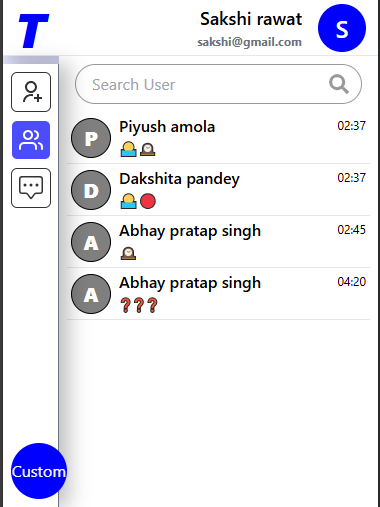 T
Sakshi rawat
sakshi@gmail.com
S
Search User
P
Piyush amola
02:37
D
Dakshita pandey
02:37
A
Abhay pratap singh
02:45
A
Abhay pratap singh
04:20
❓❓❓
Custom